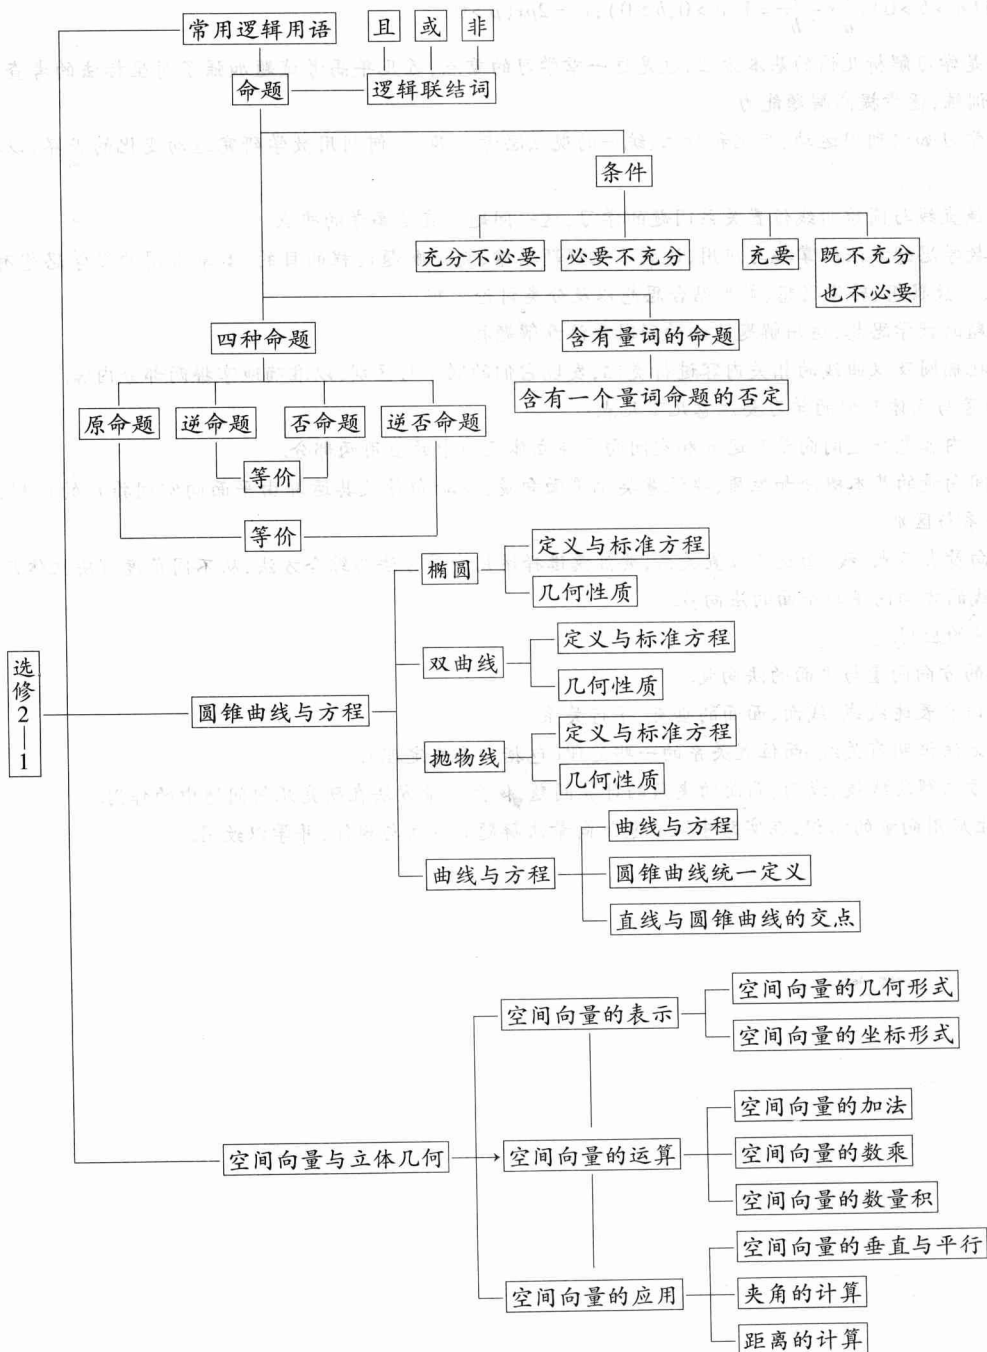 常用逻辑用语
且 或 非
命题
逻辑联结词
条件
充分不必要 必要不充分 充要 既不充分
也不必要
四种命题
含有量词的命题
含有一个量词命题的否定
原命题 逆命题 否命题 逆否命题
等价
等价
选修2—1
圆锥曲线与方程
椭圆
定义与标准方程
几何性质
双曲线
定义与标准方程
几何性质
抛物线
定义与标准方程
几何性质
曲线与方程
曲线与方程
圆锥曲线统一定义
直线与圆锥曲线的交点
空间向量与立体几何
空间向量的表示
空间向量的几何形式
空间向量的坐标形式
空间向量的运算
空间向量的加法
空间向量的数乘
空间向量的数量积
空间向量的应用
空间向量的垂直与平行
夹角的计算
距离的计算